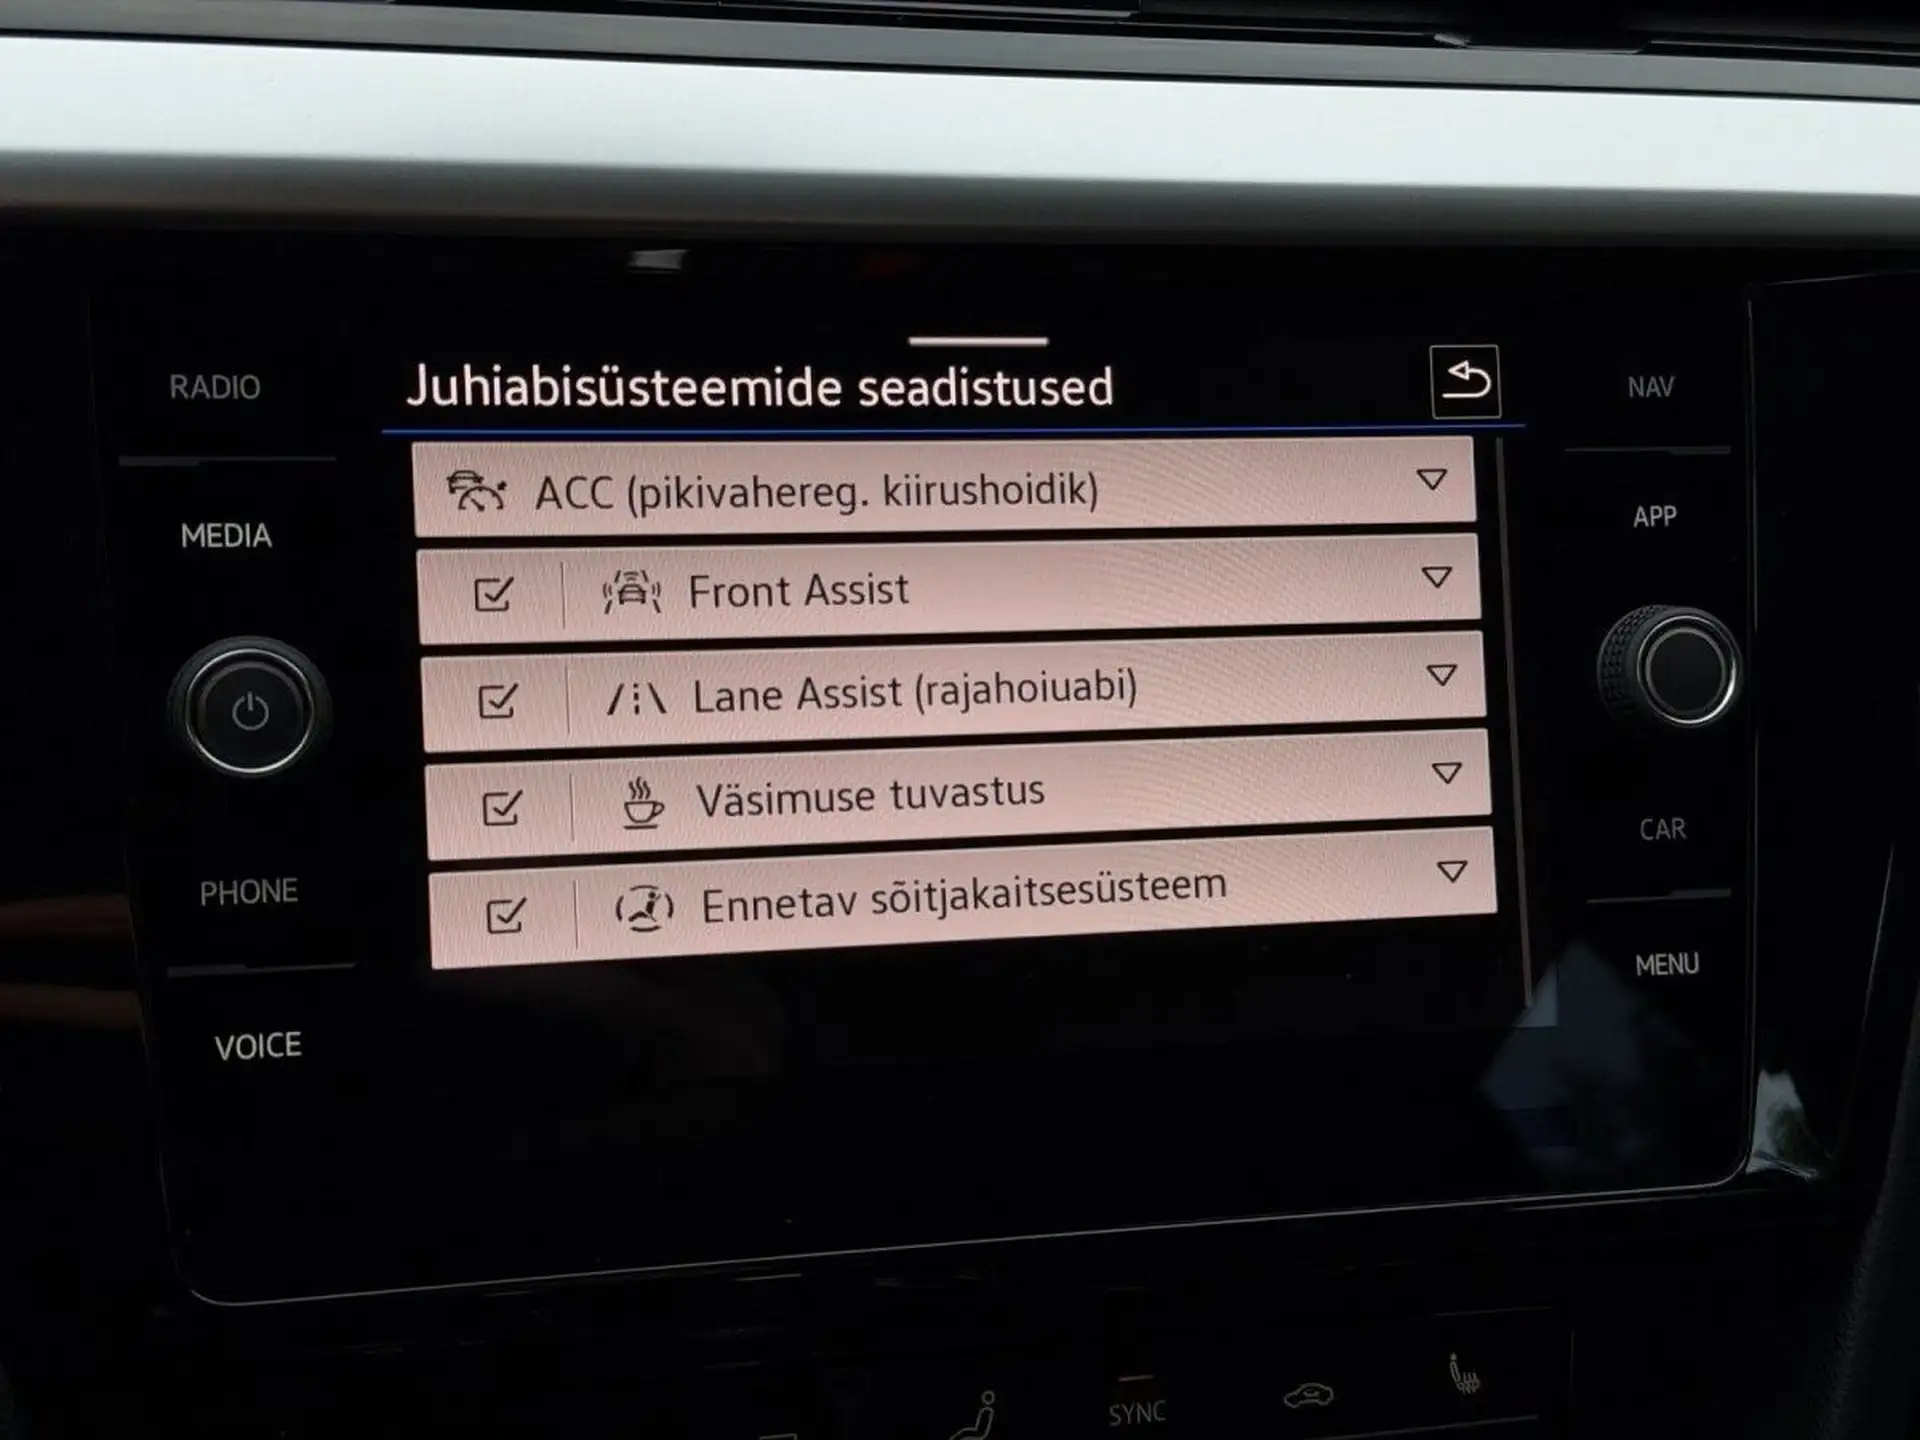 RADIO
MEDIA
PHONE
VOICE
Juhiabisüsteemide seadistused
ACC (pikivahereg. kiirushoidik)
Front Assist
Lane Assist (rajahoiuabi)
Väsimuse tuvastus
Ennetav sõitjakaitsesüsteem
NAV
APP
CAR
MENU
SYNC